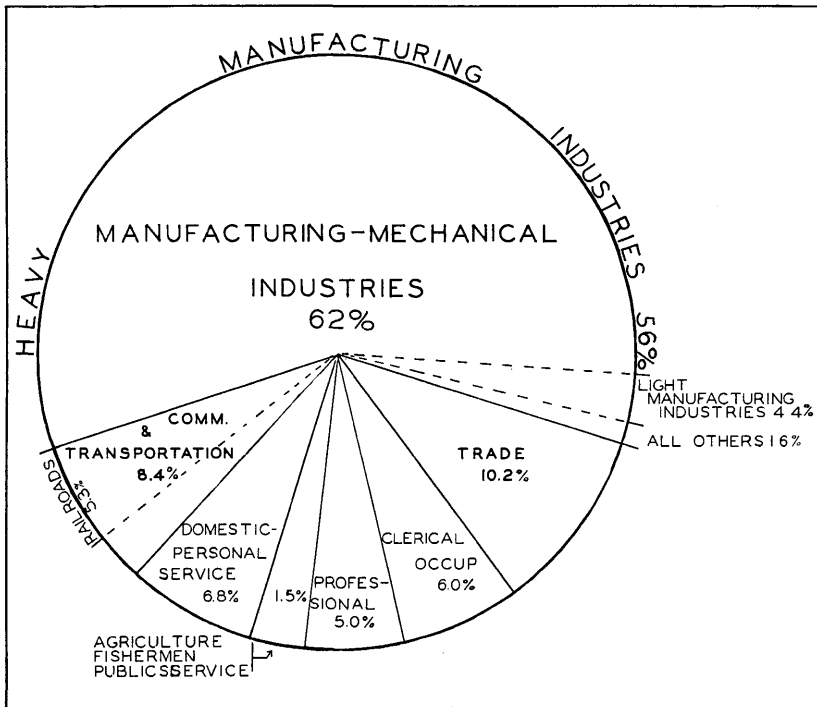 HEAVY MANUFACTURING INDUSTRIES 56%
MANUFACTURING-MECHANICAL
INDUSTRIES
62%
LIGHT
MANUFACTURING
INDUSTRIES 4 4%
ALL OTHERS 1 6%
COMM.
&
TRANSPORTATION
8.4%
RAILROADS
5.3%
TRADE
10.2%
DOMESTIC-
PERSONAL
SERVICE
6.8%
1.5%
PROFES-
SIONAL
5.0%
CLERICAL
OCCUP
6.0%
AGRICULTURE
FISHERMEN
PUBLICSSERVICE